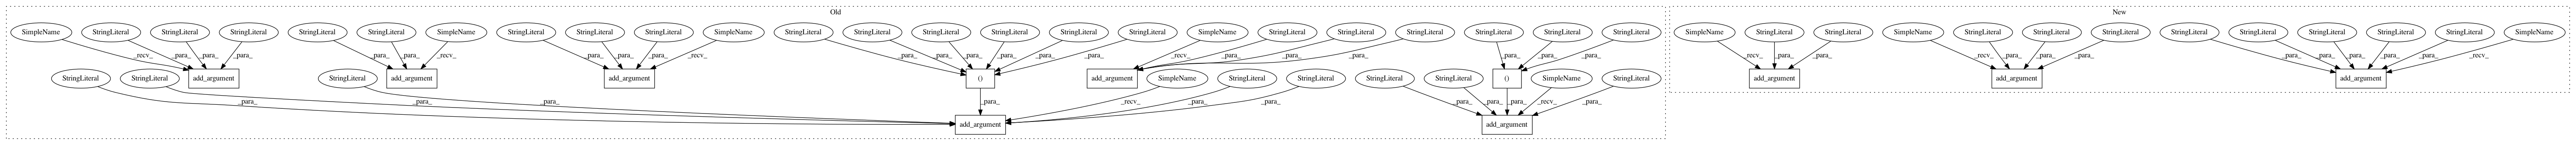 Old New
SimpleName StringLiteral StringLiteral StringLiteral StringLiteral StringLiteral SimpleName StringLiteral StringLiteral StringLiteral SimpleName StringLiteral StringLiteral StringLiteral StringLiteral StringLiteral StringLiteral SimpleName StringLiteral StringLiteral StringLiteral StringLiteral StringLiteral StringLiteral SimpleName StringLiteral StringLiteral SimpleName StringLiteral StringLiteral StringLiteral StringLiteral StringLiteral StringLiteral StringLiteral StringLiteral SimpleName
_recv_ _para_ _para_ _para_ _para_ _para_ _recv_ _para_ _para_ _para_ _recv_ _para_ _para_ _para_ _para_ _para_ _para_ _recv_ _para_ _para_ _para_ _para_ _para_ _para_ _recv_ _para_ _para_ _recv_ _para_ _para_ _para_ _para_ _para_ _para_ _para_ _para_ _recv_
StringLiteral StringLiteral add_argument StringLiteral add_argument add_argument () add_argument SimpleName StringLiteral StringLiteral StringLiteral StringLiteral () SimpleName StringLiteral add_argument add_argument add_argument
_para_ _para_ _para_ _para_ _recv_ _para_ _para_ _para_ _para_ _para_ _recv_ _para_
add_argument add_argument